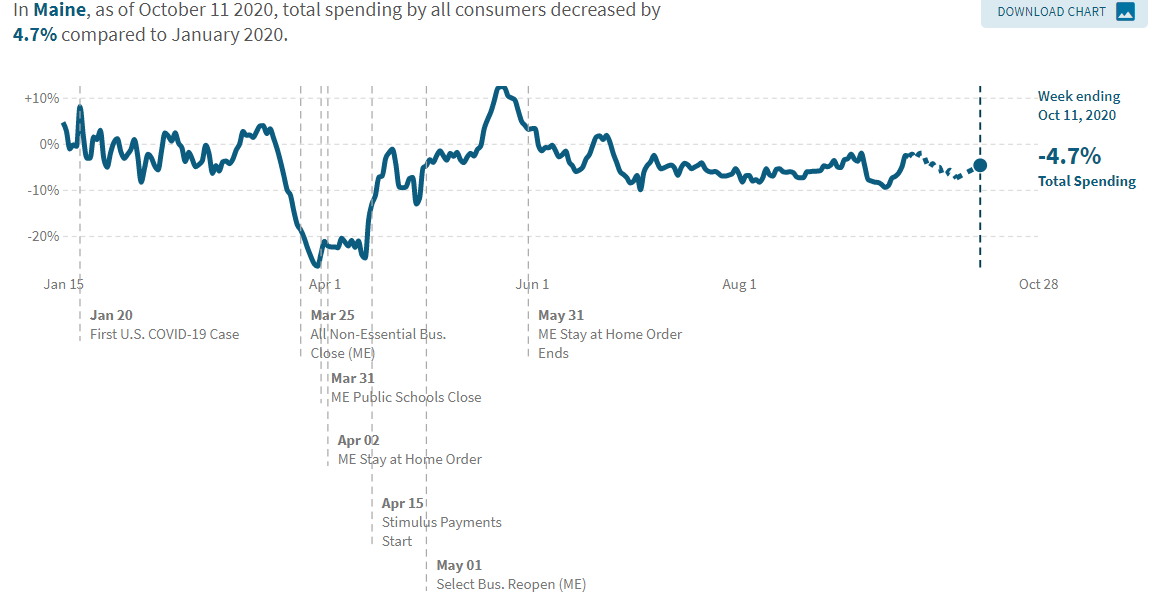 In Maine, as of October 11 2020, total spending by all consumers decreased by
4.7% compared to January 2020.
DOWNLOAD CHART
+10%
0%
-10%
-20%
Week ending
Oct 11, 2020
-4.7%
Total Spending
Jan 15
Apr 1
Jun 1
Aug 1
Oct 28
Jan 20
First U.S. COVID-19 Case
Mar 25
All Non-Essential Bus.
Close (ME)
May 31
ME Stay at Home Order
Ends
Mar 31
ME Public Schools Close
Apr 02
ME Stay at Home Order
Apr 15
Stimulus Payments
Start
May 01
Select Bus. Reopen (ME)